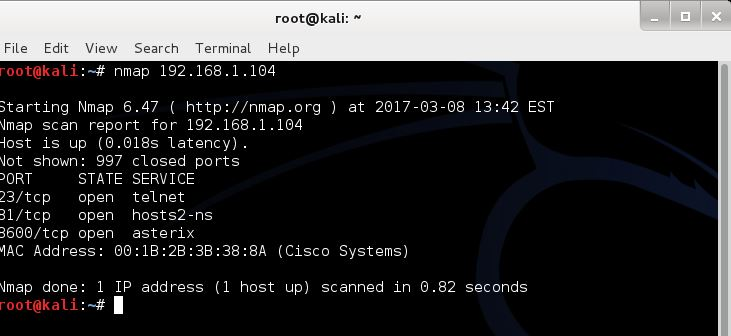 root@kali: ~
File Edit View Search Terminal Help
root@kali:~# nmap 192.168.1.104
Starting Nmap 6.47 ( http://nmap.org ) at 2017-03-08 13:42 EST
Nmap scan report for 192.168.1.104
Host is up (0.018s latency).
Not shown: 997 closed ports
PORT     STATE SERVICE
23/tcp   open  telnet
81/tcp   open  hosts2-ns
8600/tcp open  asterix
MAC Address: 00:1B:2B:3B:38:8A (Cisco Systems)
Nmap done: 1 IP address (1 host up) scanned in 0.82 seconds
root@kali:~#